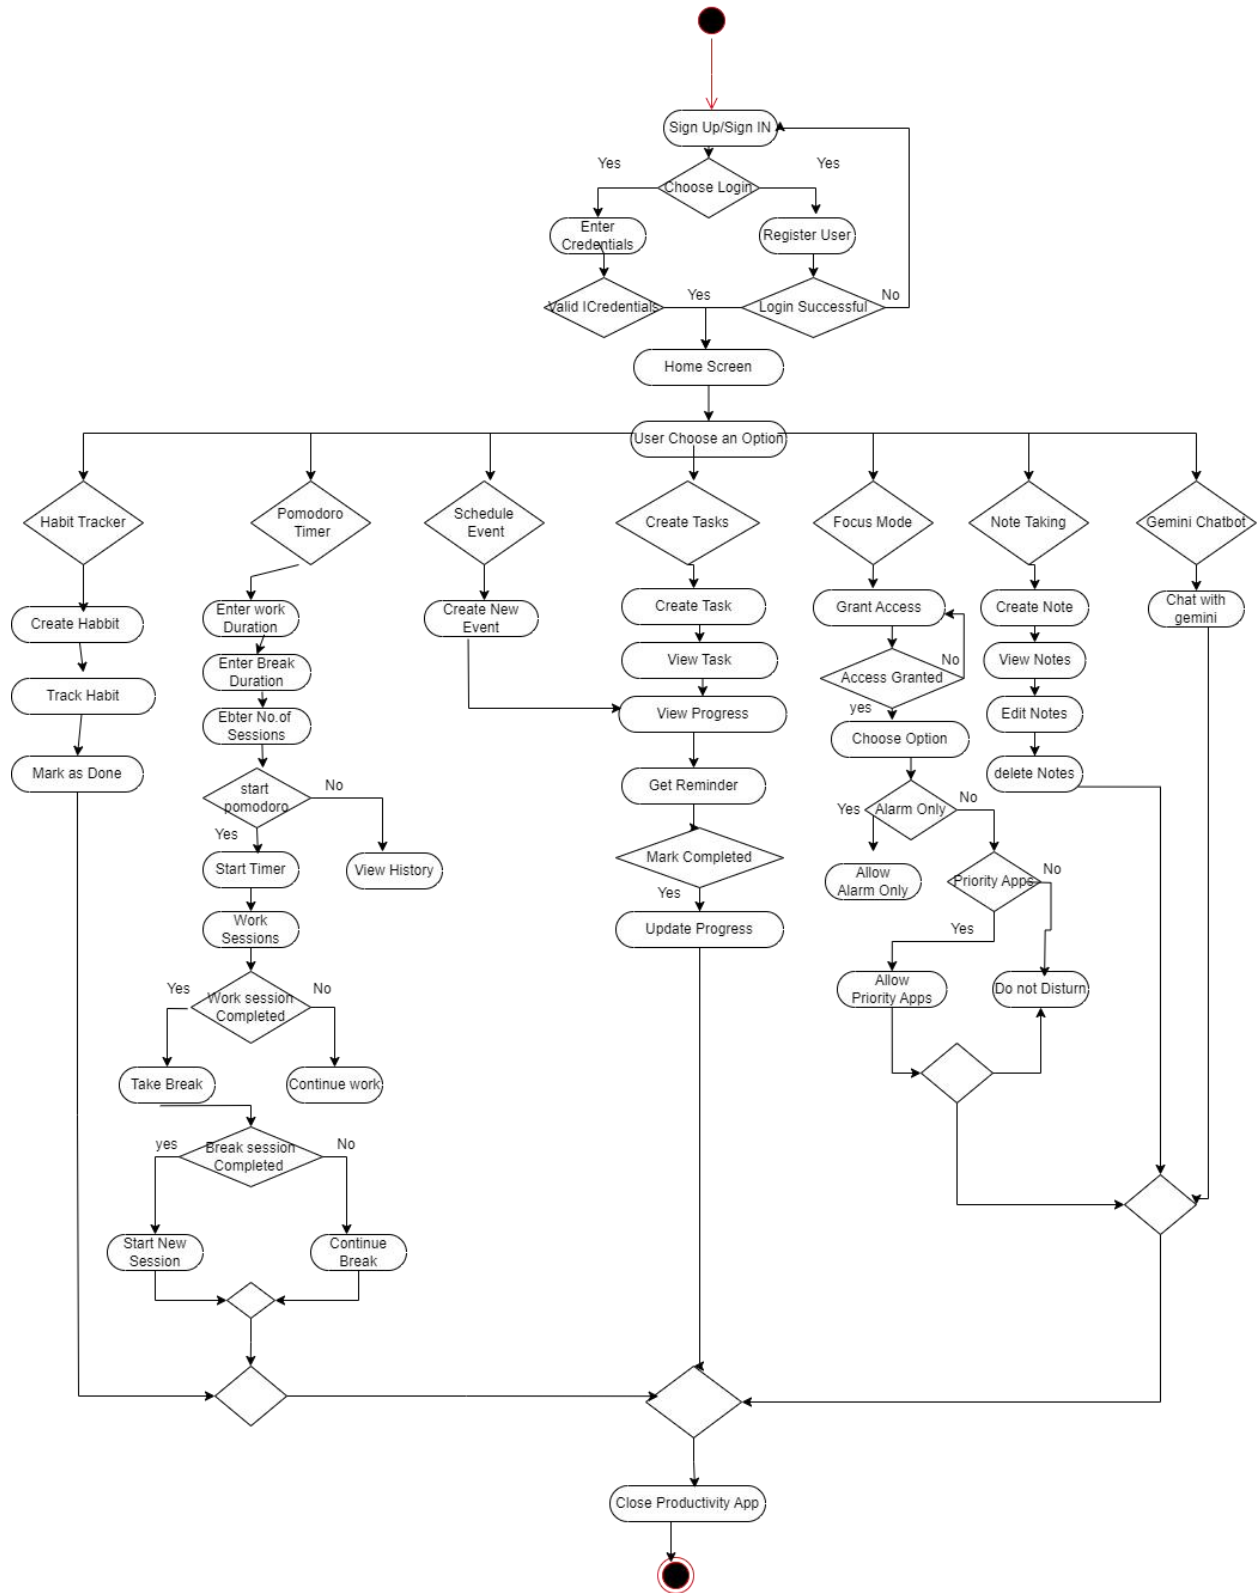 Sign Up/Sign IN
Yes
Yes
Choose Login
Enter
Credentials
Register User
Valid ICredentials
Yes
Login Successful
No
Home Screen
User Choose an Option
Habit Tracker
Pomodoro
Timer
Schedule
Event
Create Tasks
Focus Mode
Note Taking
Gemini Chatbot
Create Habbit
Track Habit
Mark as Done
Enter work
Duration
Enter Break
Duration
Ebter No.of
Sessions
start
pomodoro
No
Yes
Start Timer
View History
Work
Sessions
Yes
Work session
Completed
No
Take Break
Continue work
yes
Break session
Completed
No
Start New
Session
Continue
Break
Create New
Event
Create Task
View Task
View Progress
Get Reminder
Mark Completed
Yes
Update Progress
Grant Access
Access Granted
No
yes
Choose Option
Yes
Alarm Only
No
Allow
Alarm Only
Priority Apps
No
Yes
Allow
Priority Apps
Do not Disturn
Create Note
View Notes
Edit Notes
delete Notes
Chat with
gemini
Close Productivity App